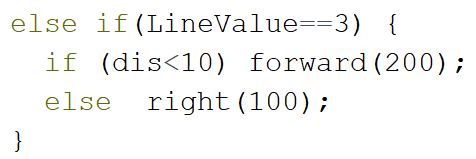 else if(LineValue==3) {
  if (dis<10) forward(200);
  else  right(100);
}